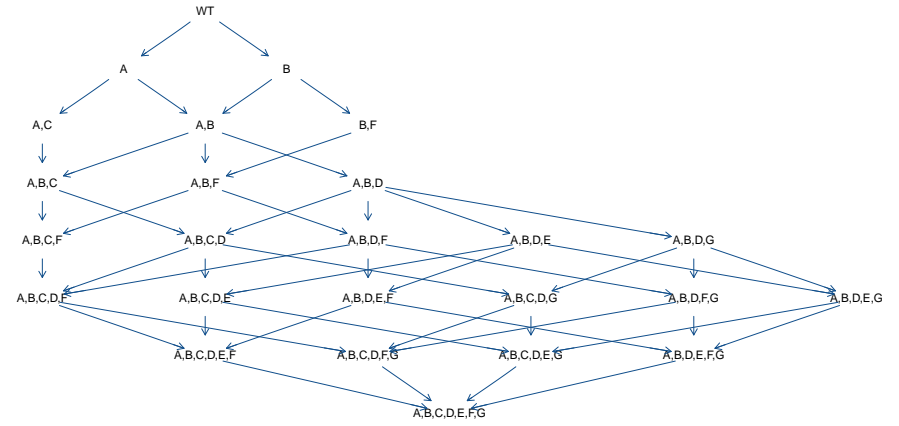 WT
A B
A,C A,B B,F
A,B,C A,B,F A,B,D
A,B,C,F A,B,C,D A,B,D,F A,B,D,E A,B,D,G
A,B,C,D,F A,B,C,D,E A,B,D,E,F A,B,C,D,G A,B,D,F,G A,B,D,E,G
A,B,C,D,E,F A,B,C,D,F,G A,B,C,D,E,G A,B,D,E,F,G
A,B,C,D,E,F,G